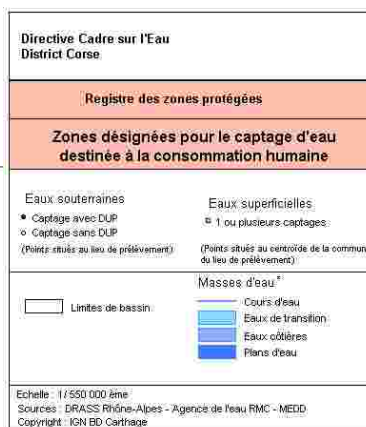 Directive Cadre sur l'Eau
District Corse
Registre des zones protégées
Zones désignées pour le captage d'eau
destinée à la consommation humaine
Eaux souterraines
Captage avec DUP
Captage sans DUP
(Points situés au lieu de prélèvement)
Eaux superficielles
1 ou plusieurs captages
(Points situés au centroïde de la commun
du lieu de prélèvement)
Limites de bassin
Masses d'eau *
Cours d'eau
Eaux de transition
Eaux côtières
Plans d'eau
Echelle : 1/ 550 000 ème
Sources : DRASS Rhône-Alpes - Agence de l'eau RMC - MEDD
Copyright : IGN BD Carthage